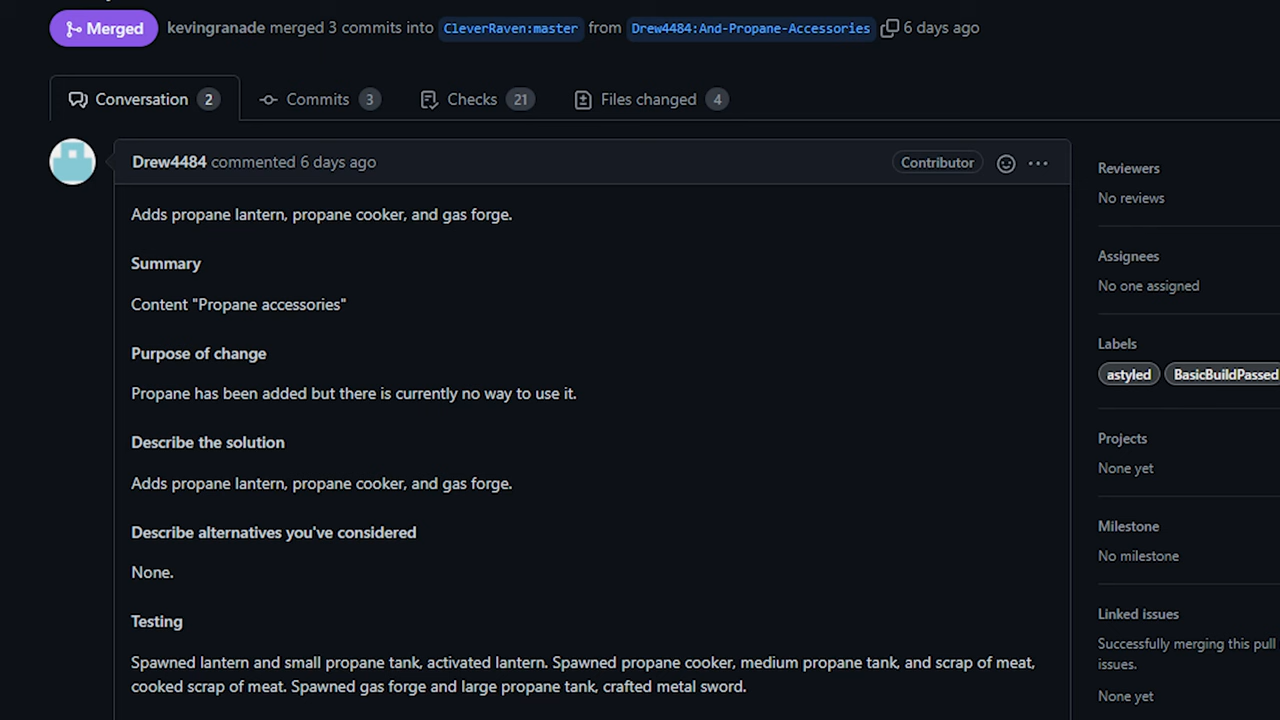 Merged kevingranade merged 3 commits into CleverRaven:master from Drew4484:And-Propane-Accessories 6 days ago
Conversation 2 Commits 3 Checks 21 Files changed 4
Drew4484 commented 6 days ago Contributor
Adds propane lantern, propane cooker, and gas forge.
Summary
Content "Propane accessories"
Purpose of change
Propane has been added but there is currently no way to use it.
Describe the solution
Adds propane lantern, propane cooker, and gas forge.
Describe alternatives you've considered
None.
Testing
Spawned lantern and small propane tank, activated lantern. Spawned propane cooker, medium propane tank, and scrap of meat,
cooked scrap of meat. Spawned gas forge and large propane tank, crafted metal sword.
Reviewers
No reviews
Assignees
No one assigned
Labels
astyled BasicBuildPassed
Projects
None yet
Milestone
No milestone
Linked issues
Successfully merging this pull
issues.
None yet